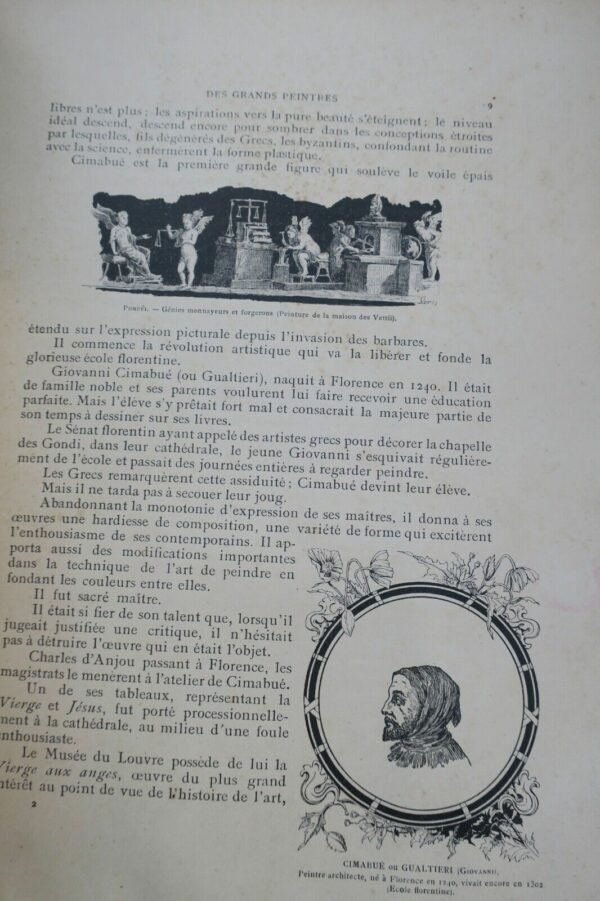 DES GRANDS PEINTRES
9
libres n'est plus; les aspirations vers la pure beauté s'éteignent; le niveau
idéal descend, descend encore pour sombrer dans les conceptions étroites
par lesquelles, fils dégénérés des Grecs, les byzantins, confondant la routine
avec la science, enfermèrent la forme plastique.
Cimabué est la première grande figure qui soulève le voile épais
POMPÉI. — Génies monnayeurs et forgerons (Peinture de la maison des Vettii).
étendu sur l'expression picturale depuis l'invasion des barbares.
Il commence la révolution artistique qui va la libérer et fonde la
glorieuse école florentine.
Giovanni Cimabué (ou Gualtieri), naquit à Florence en 1240. Il était
de famille noble et ses parents voulurent lui faire recevoir une éducation
parfaite. Mais l'élève s'y prêtait fort mal et consacrait la majeure partie de
son temps à dessiner sur ses livres.
Le Sénat florentin ayant appelé des artistes grecs pour décorer la chapelle
des Gondi, dans leur cathédrale, le jeune Giovanni s'esquivait régulière-
ment de l'école et passait des journées entières à regarder peindre.
Les Grecs remarquèrent cette assiduité; Cimabué devint leur élève.
Mais il ne tarda pas à secouer leur joug.
Abandonnant la monotonie d'expression de ses maîtres, il donna à ses
œuvres une hardiesse de composition, une variété de forme qui excitèrent
l'enthousiasme de ses contemporains. Il ap-
porta aussi des modifications importantes
dans la technique de l'art de peindre en
fondant les couleurs entre elles.
Il fut sacré maître.
Il était si fier de son talent que, lorsqu'il
jugeait justifiée une critique, il n'hésitait
pas à détruire l'œuvre qui en était l'objet.
Charles d'Anjou passant à Florence, les
magistrats le menèrent à l'atelier de Cimabué.
Un de ses tableaux, représentant la
Vierge et Jésus, fut porté processionnelle-
ment à la cathédrale, au milieu d'une foule
enthousiaste.
Le Musée du Louvre possède de lui la
Vierge aux anges, œuvre du plus grand
intérêt au point de vue de l'histoire de l'art,
2
CIMABUÉ ou GUALTIERI (GIOVANNI),
Peintre architecte, né à Florence en 1240, vivait encore en 1302
(École florentine).